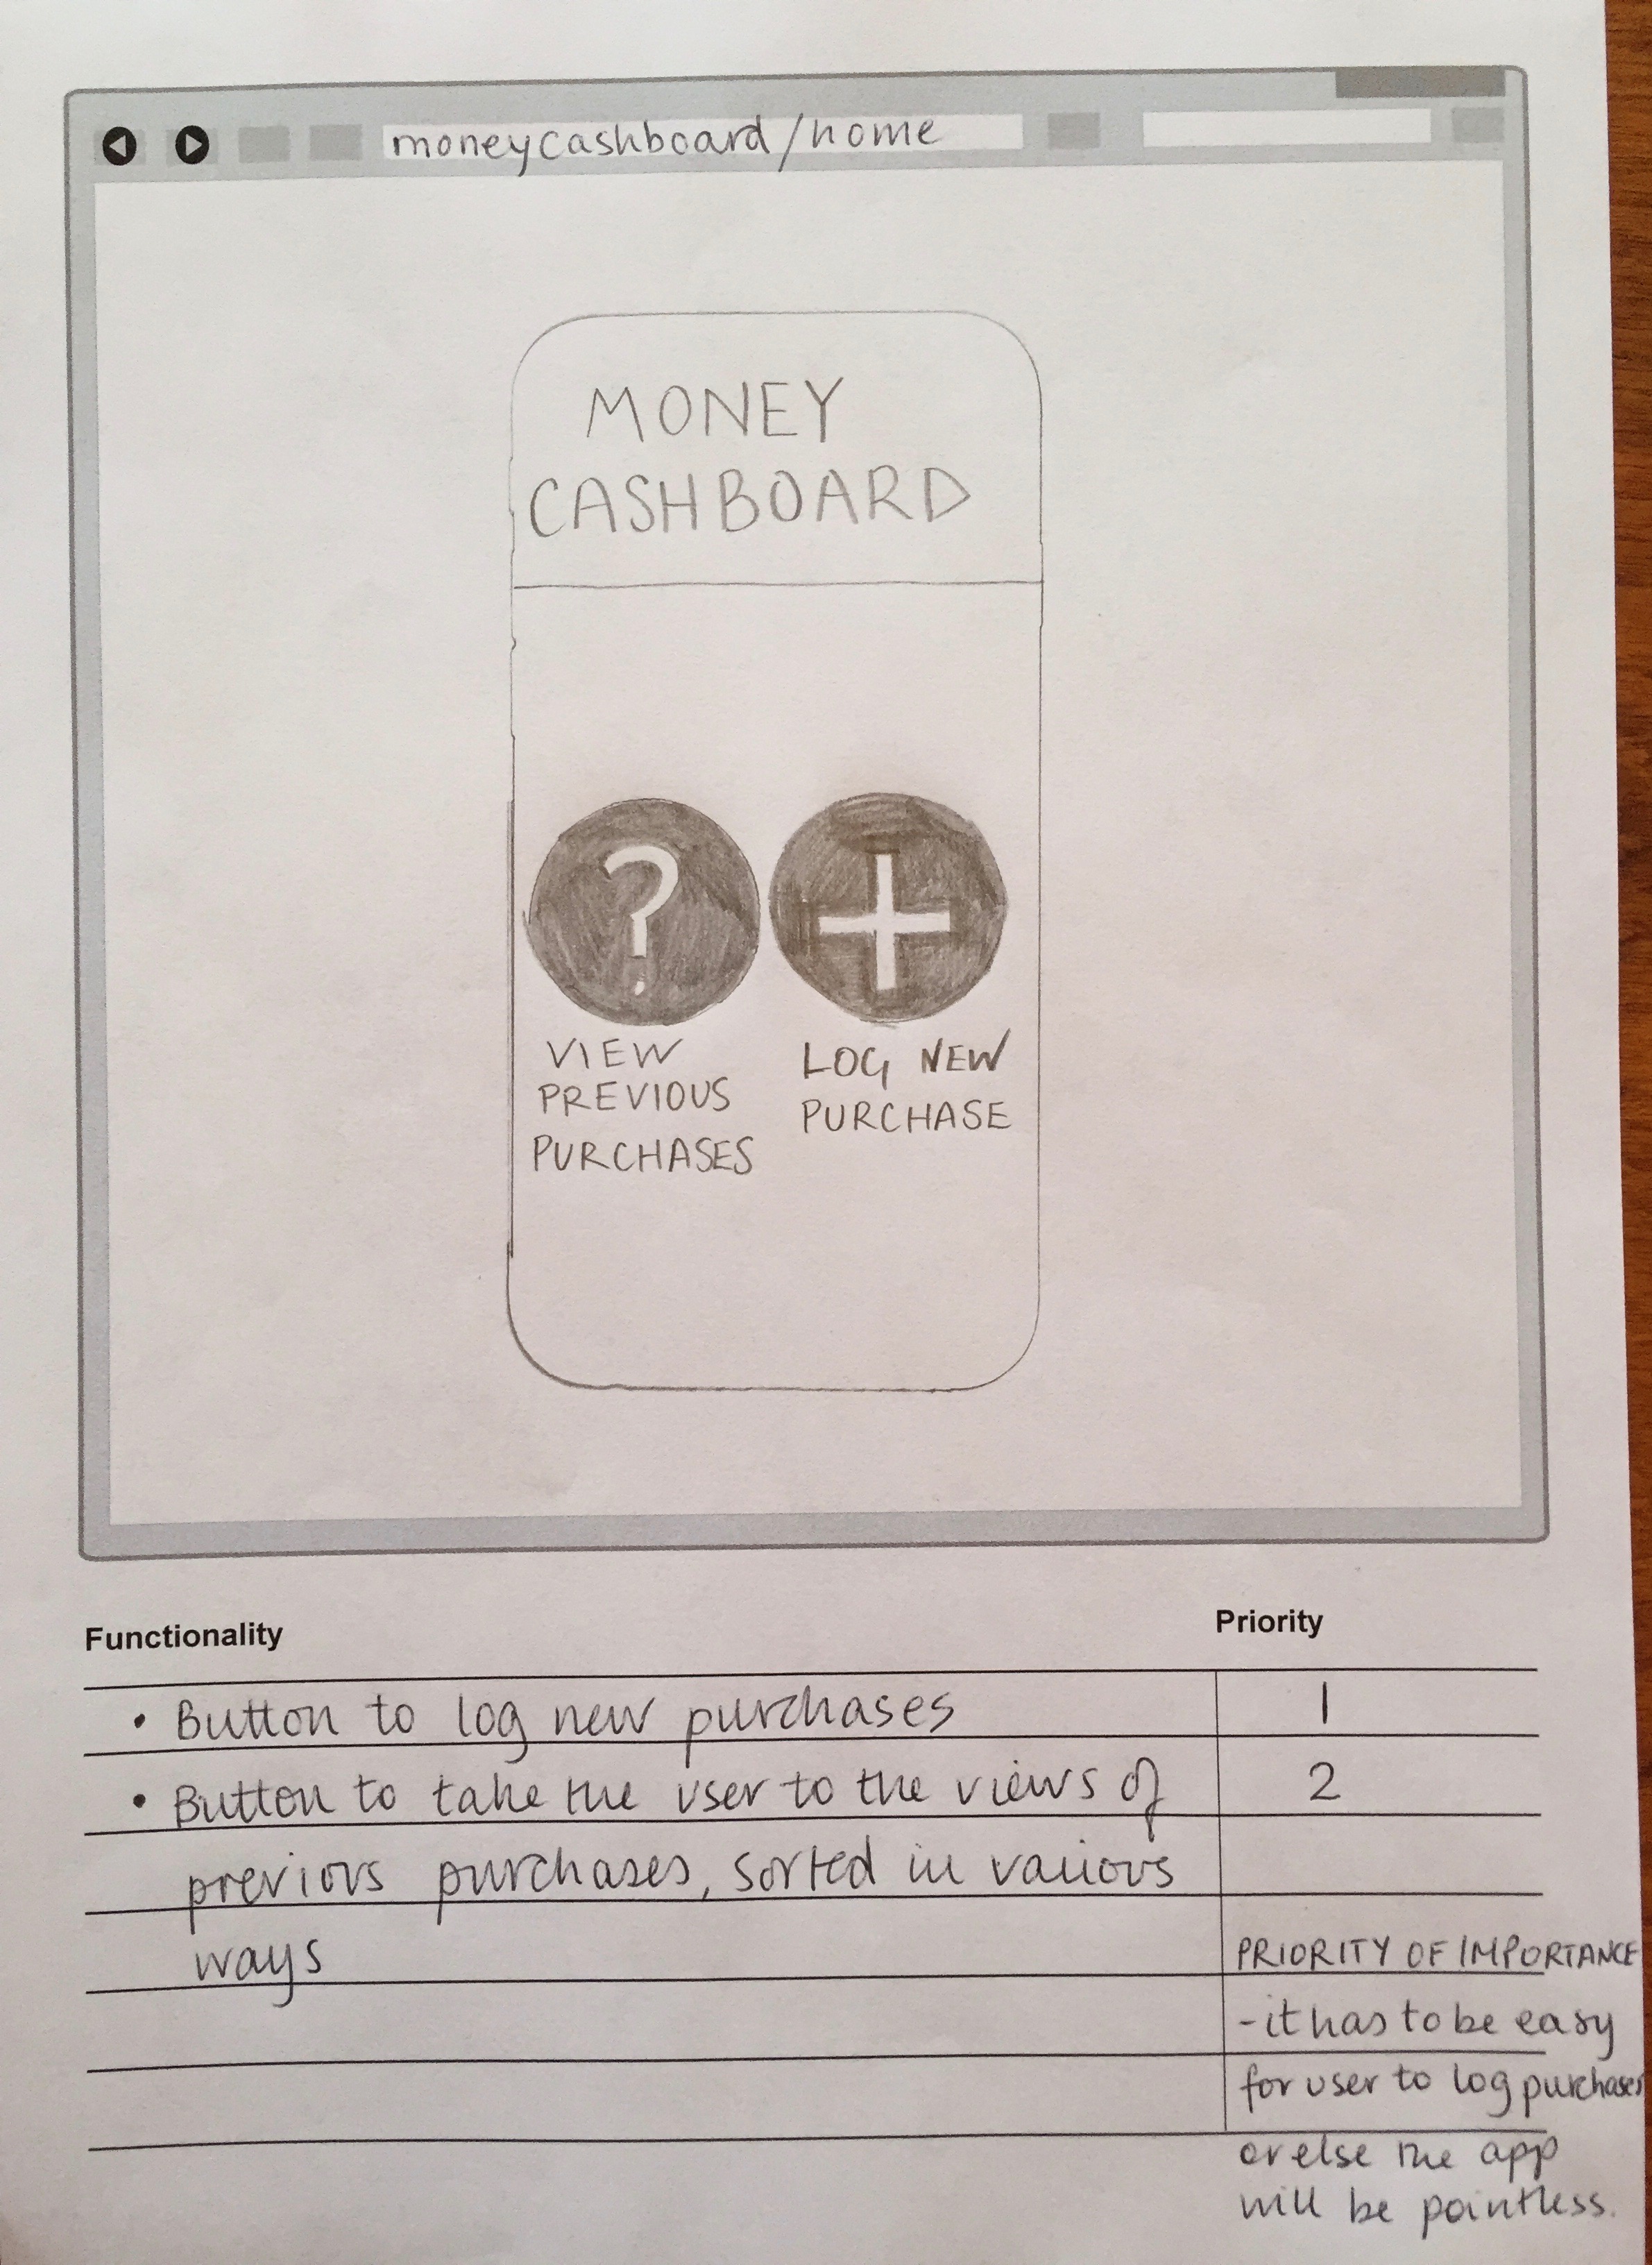 moneycashboard/home
MONEY
CASHBOARD
?
+
VIEW
PREVIOUS
PURCHASES
LOG NEW
PURCHASE
Functionality
Priority
• Button to log new purchases
1
• Button to take the user to the views of
2
previous purchases, sorted in various
ways
PRIORITY OF IMPORTANCE
- it has to be easy
for user to log purchases
or else the app
will be pointless.